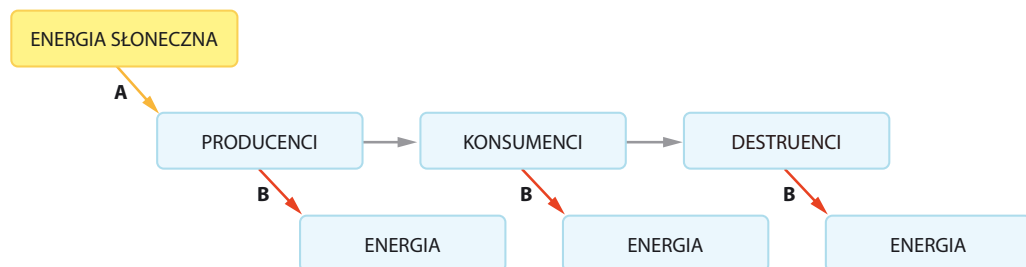 ENERGIA SŁONECZNA
A
PRODUCENCI
KONSUMENCI
DESTRUENCI
B
B
B
ENERGIA
ENERGIA
ENERGIA